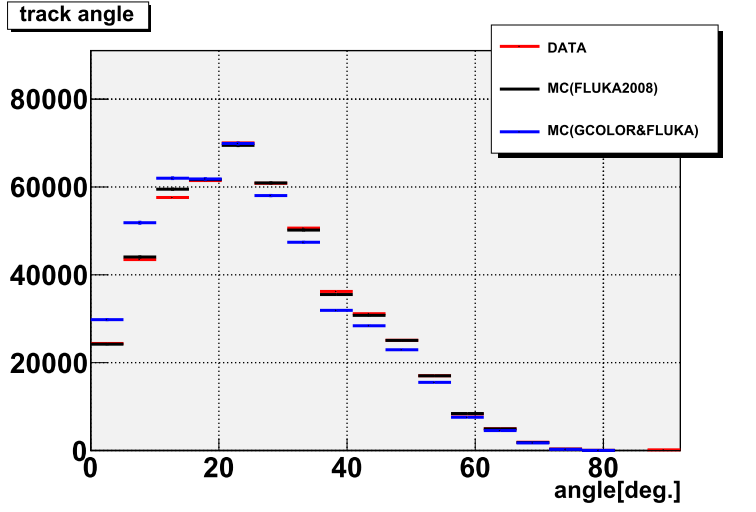 track angle
DATA
MC(FLUKA2008)
MC(GCOLOR&FLUKA)
80000
60000
40000
20000
0
0 20 40 60 80
angle[deg.]